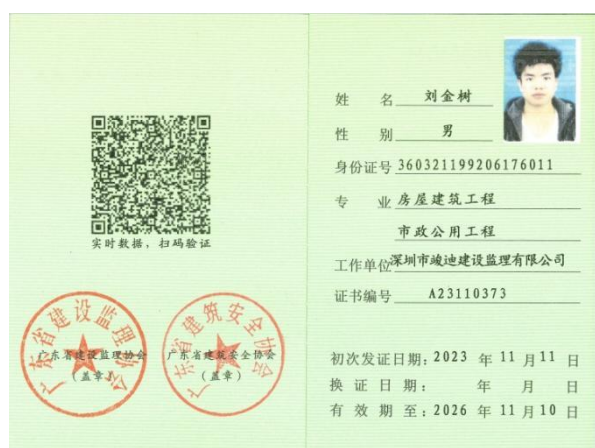 实时数据，扫码验证
广东省建设监理协会
广东省建设监理协会
（盖章）
广东省建筑安全协会
广东省建筑安全协会
（盖章）
姓 名 刘金树
性 别 男
身份证号 360321199206176011
专 业 房屋建筑工程
市政公用工程
工作单位 深圳市竣迪建设监理有限公司
证书编号 A23110373
初次发证日期：2023 年 11 月 11 日
换 证 日 期： 年 月 日
有 效 期 至：2026 年 11 月 10 日